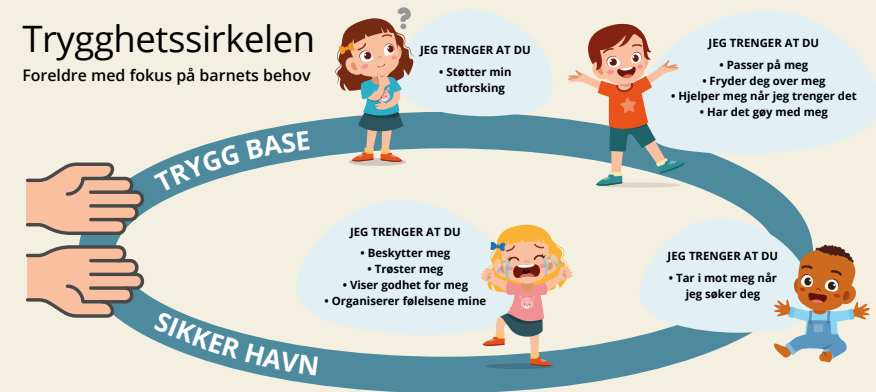 Trygghetssirkelen
Foreldre med fokus på barnets behov
?
JEG TRENGER AT DU
• Støtter min
utforsking
JEG TRENGER AT DU
• Passer på meg
• Fryder deg over meg
• Hjelper meg når jeg trenger det
• Har det gøy med meg
TRYGG BASE
JEG TRENGER AT DU
• Beskytter meg
• Trøster meg
• Viser godhet for meg
• Organiserer følelsene mine
JEG TRENGER AT DU
• Tar i mot meg når
jeg søker deg
SIKKER HAVN